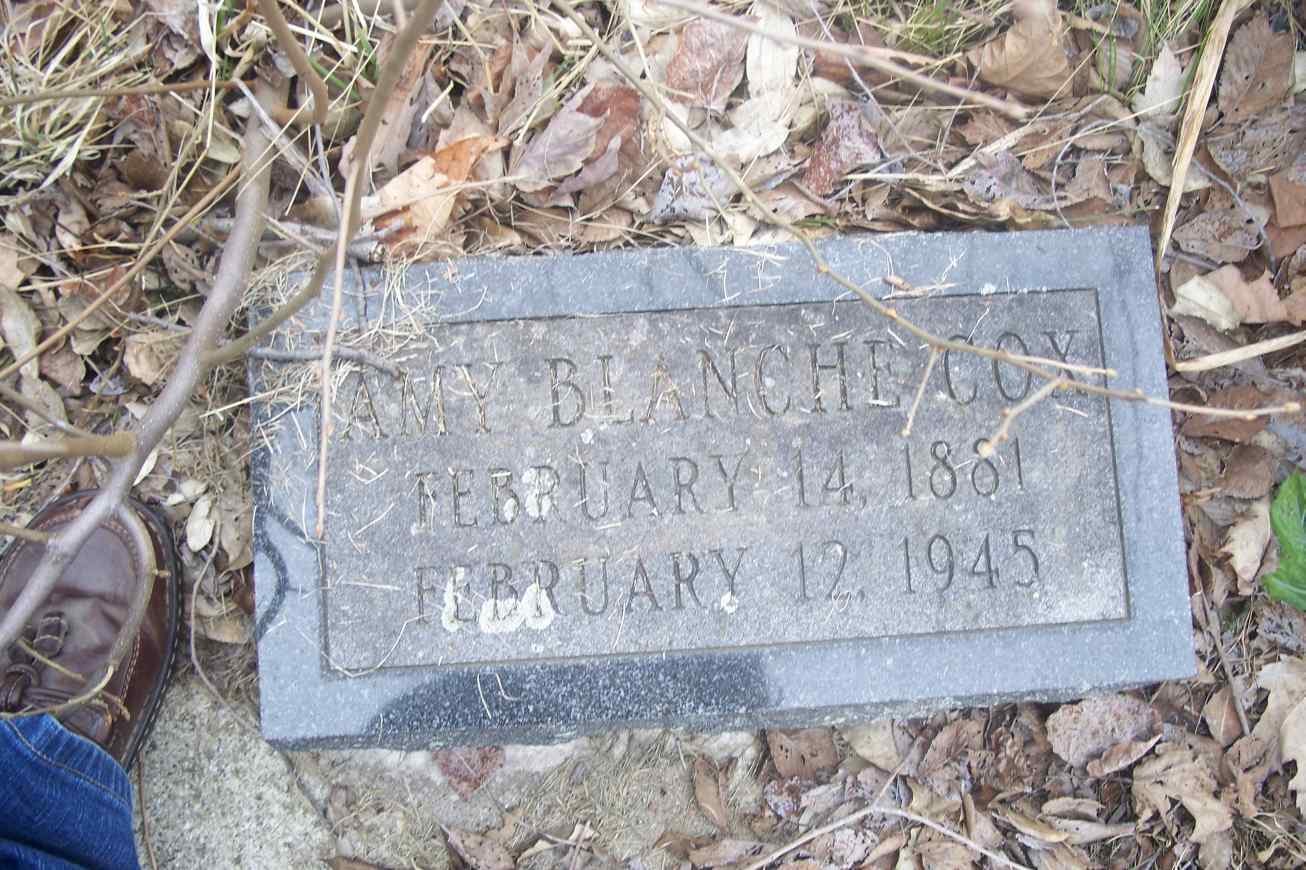 AMY BLANCHE COX
FEBRUARY 14, 1881
FEBRUARY 12, 1945